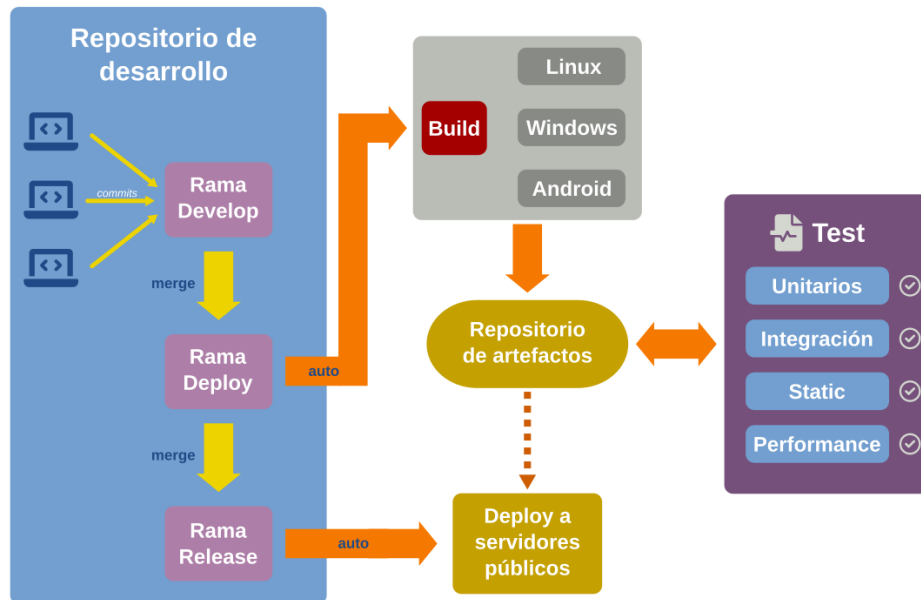 Repositorio de
desarrollo
commits
Rama
Develop
merge
Rama
Deploy
auto
merge
Rama
Release
auto
Build
Linux
Windows
Android
Repositorio
de artefactos
Deploy a
servidores
públicos
Test
Unitarios
Integración
Static
Performance